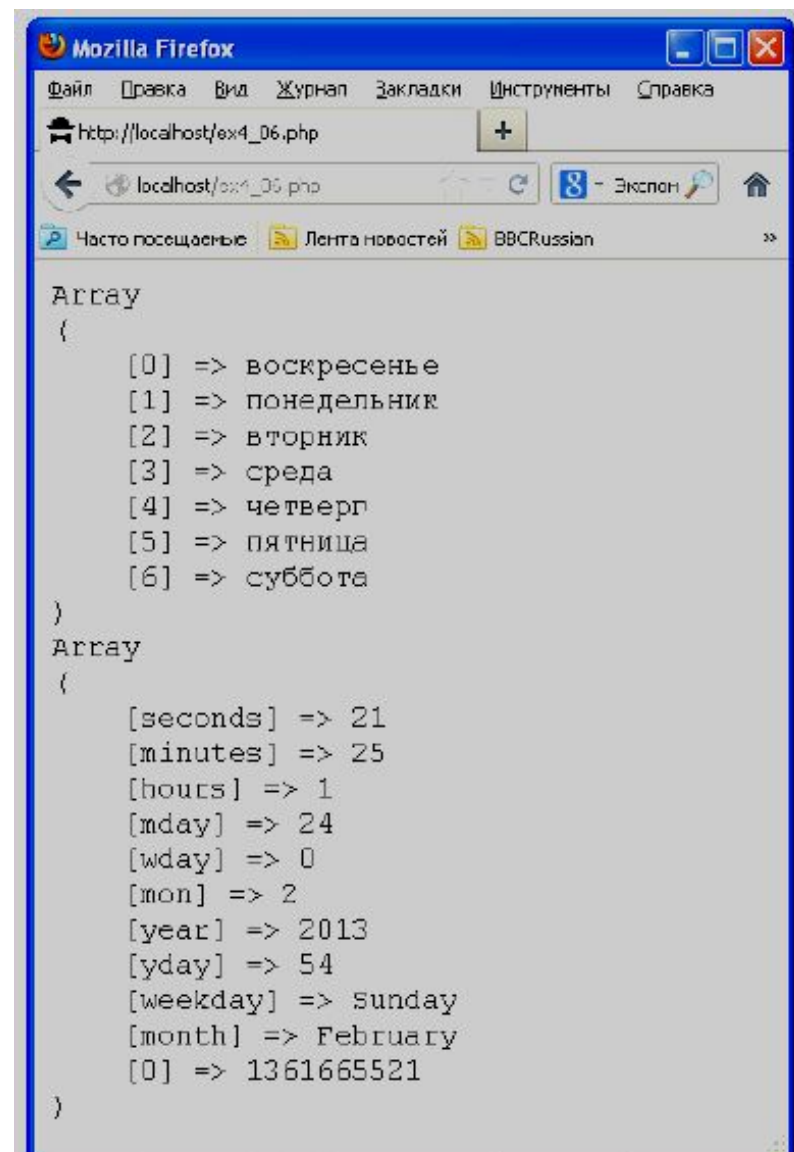 Mozilla Firefox
Файл Правка Вид Журнал Закладки Инструменты Справка
http://localhost/ex4_06.php +
localhost/ex4_06.php 8 - Экспон
Часто посещаемые Лента новостей BBCRussian »
Array
(
[0] => воскресенье
[1] => понедельник
[2] => вторник
[3] => среда
[4] => четверг
[5] => пятница
[6] => суббота
)
Array
(
[seconds] => 21
[minutes] => 25
[hours] => 1
[mday] => 24
[wday] => 0
[mon] => 2
[year] => 2013
[yday] => 54
[weekday] => Sunday
[month] => February
[0] => 1361665521
)